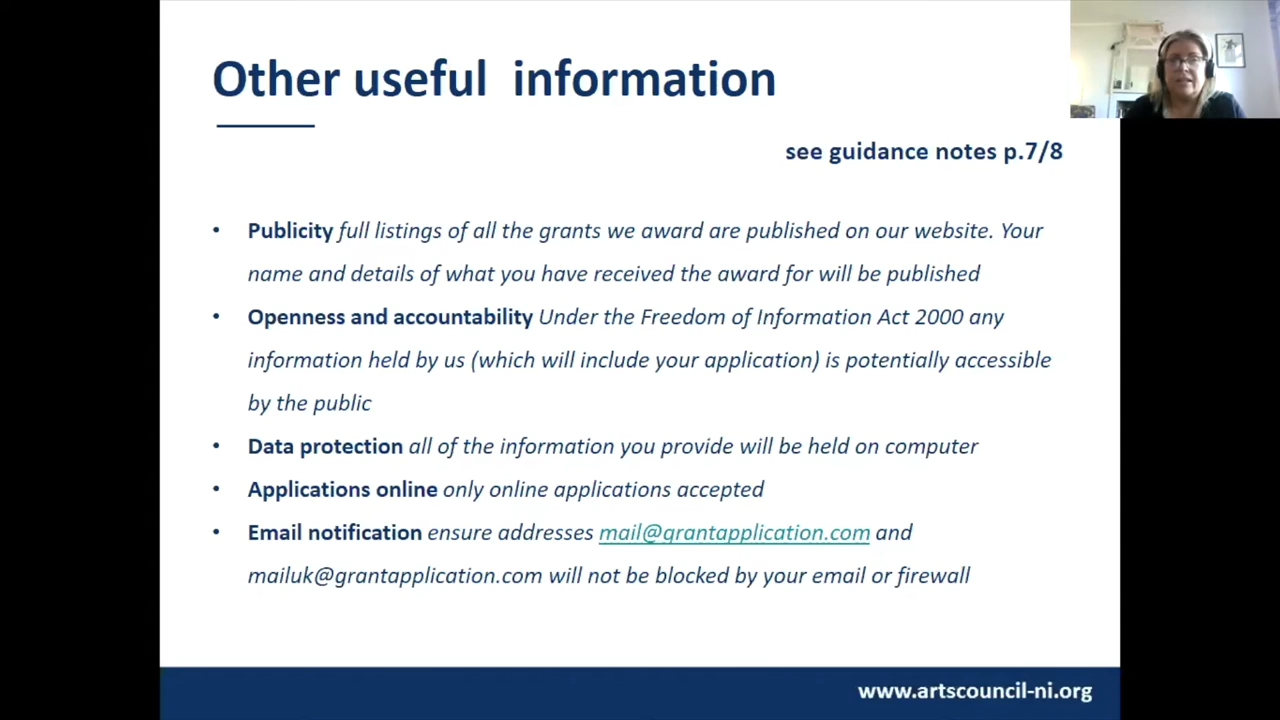 Other useful information
see guidance notes p.7/8
• Publicity full listings of all the grants we award are published on our website. Your
name and details of what you have received the award for will be published
• Openness and accountability Under the Freedom of Information Act 2000 any
information held by us (which will include your application) is potentially accessible
by the public
• Data protection all of the information you provide will be held on computer
• Applications online only online applications accepted
• Email notification ensure addresses mail@grantapplication.com and
mailuk@grantapplication.com will not be blocked by your email or firewall
www.artscouncil-ni.org